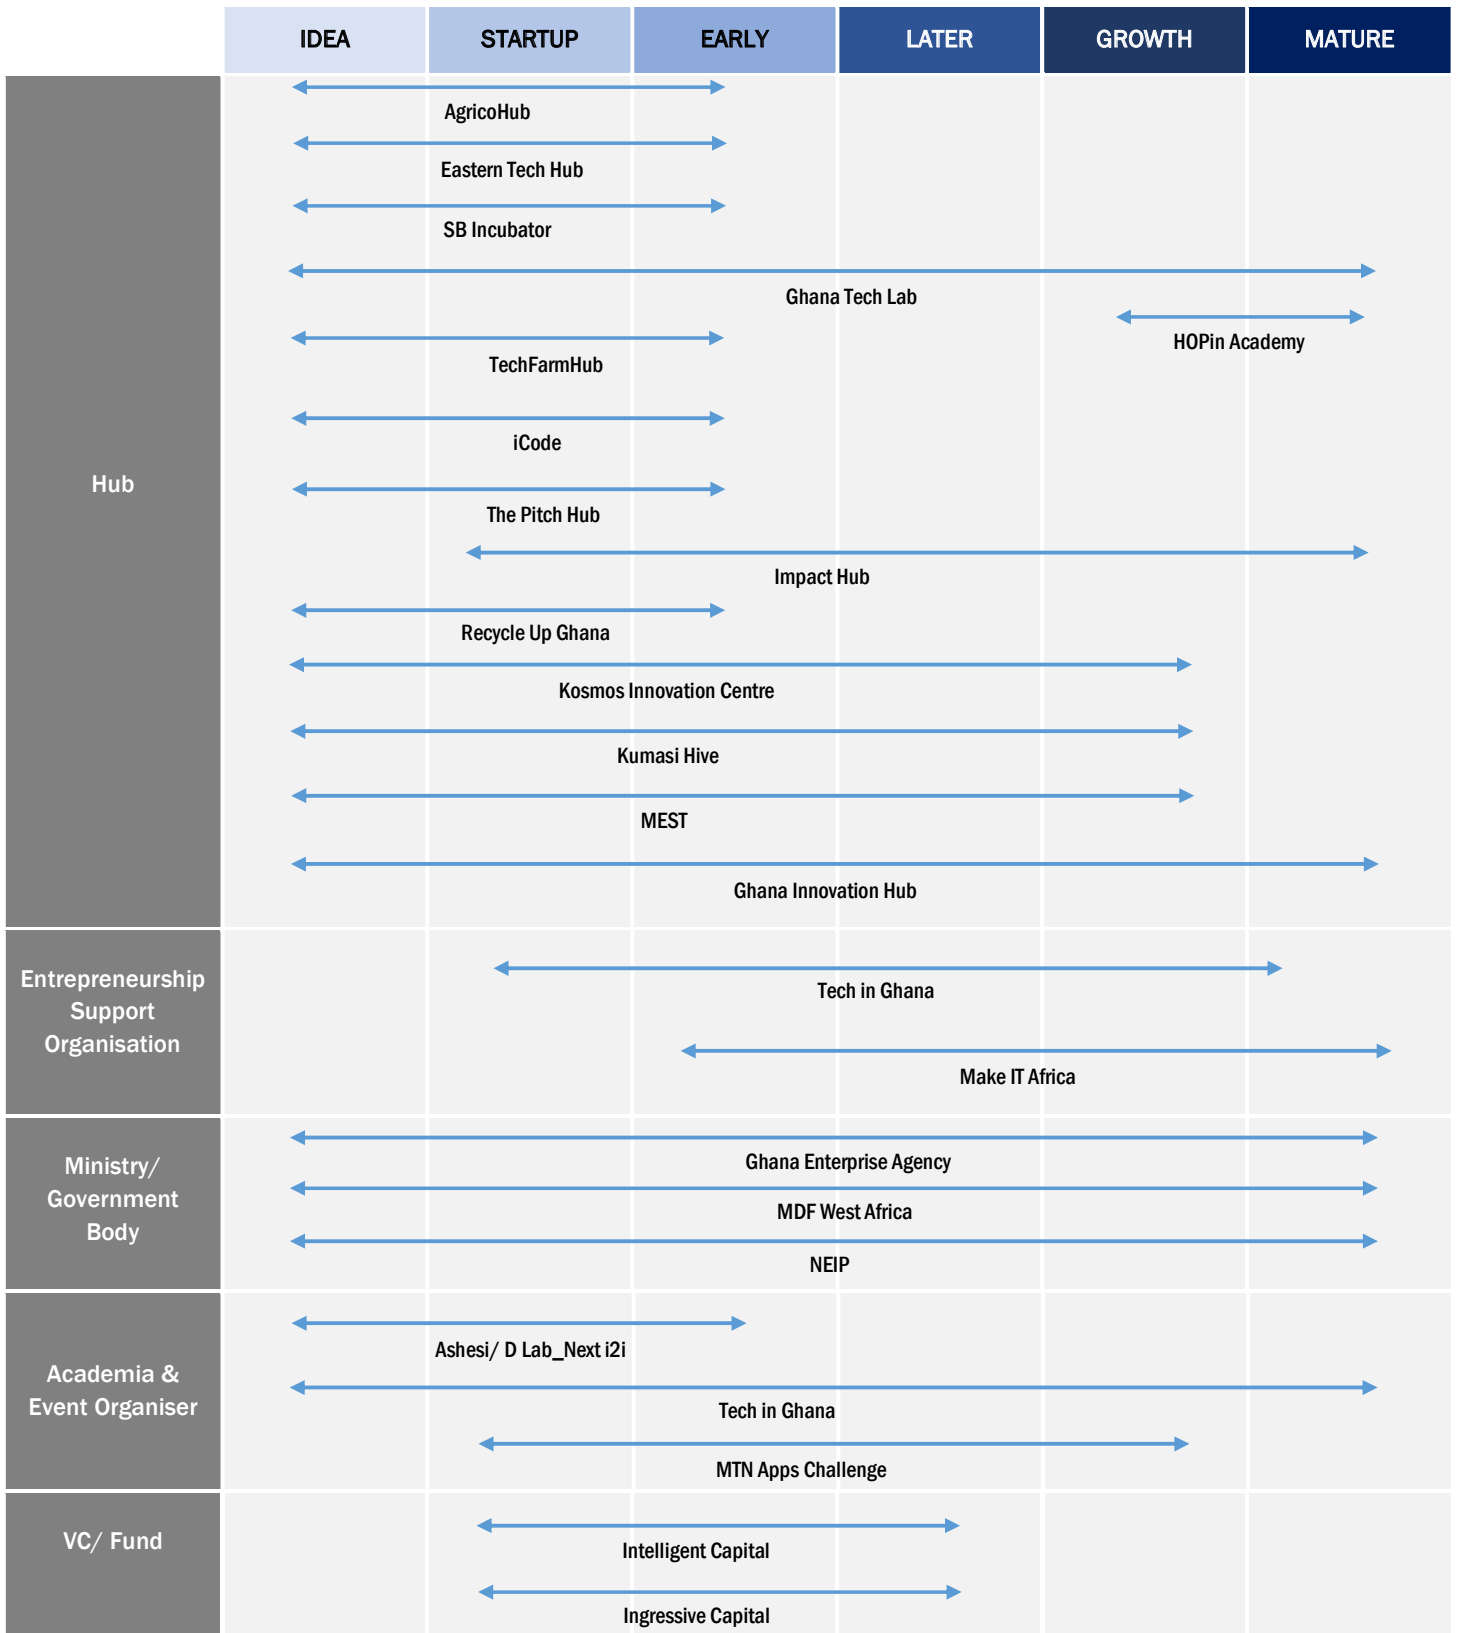 IDEA STARTUP EARLY LATER GROWTH MATURE
Hub
AgricoHub
Eastern Tech Hub
SB Incubator
Ghana Tech Lab
HOPin Academy
TechFarmHub
iCode
The Pitch Hub
Impact Hub
Recycle Up Ghana
Kosmos Innovation Centre
Kumasi Hive
MEST
Ghana Innovation Hub
Entrepreneurship
Support
Organisation
Tech in Ghana
Make IT Africa
Ministry/
Government
Body
Ghana Enterprise Agency
MDF West Africa
NEIP
Academia &
Event Organiser
Ashesi/ D Lab_Next i2i
Tech in Ghana
MTN Apps Challenge
VC/ Fund
Intelligent Capital
Ingressive Capital